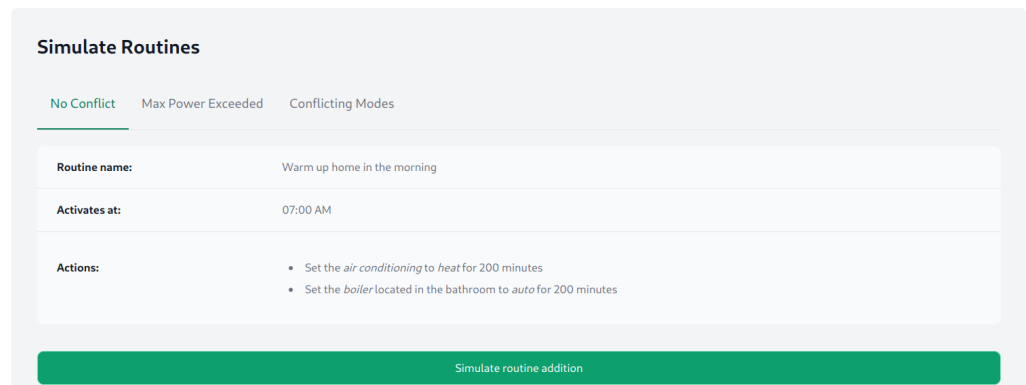 Simulate Routines
No Conflict Max Power Exceeded Conflicting Modes
Routine name: Warm up home in the morning
Activates at: 07:00 AM
Actions: • Set the air conditioning to heat for 200 minutes
• Set the boiler located in the bathroom to auto for 200 minutes
Simulate routine addition